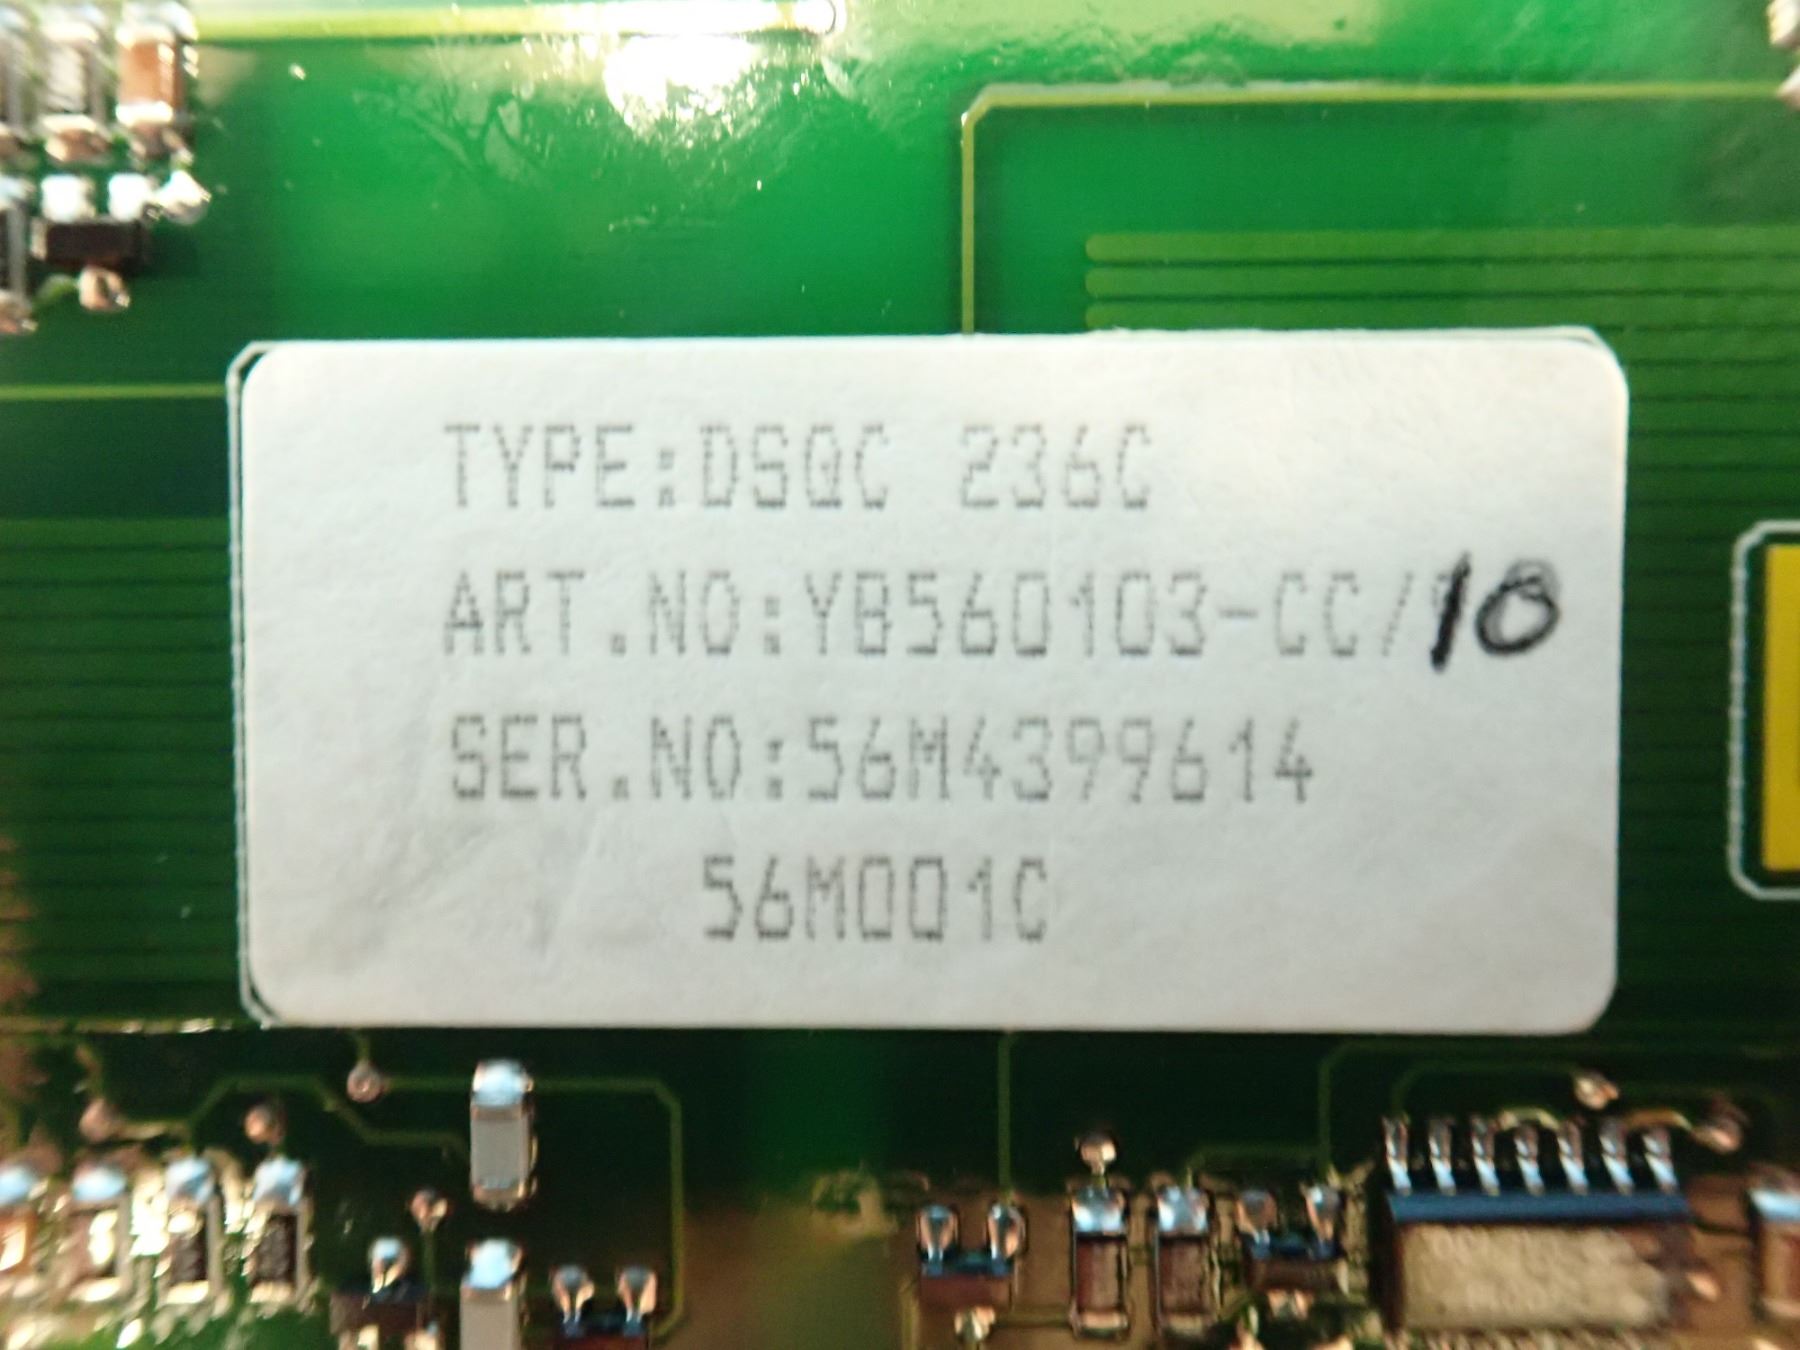 TYPE:DSQC 236C
ART.NO:YB560103-CC/10
SER.NO:56M4399614
56M001C